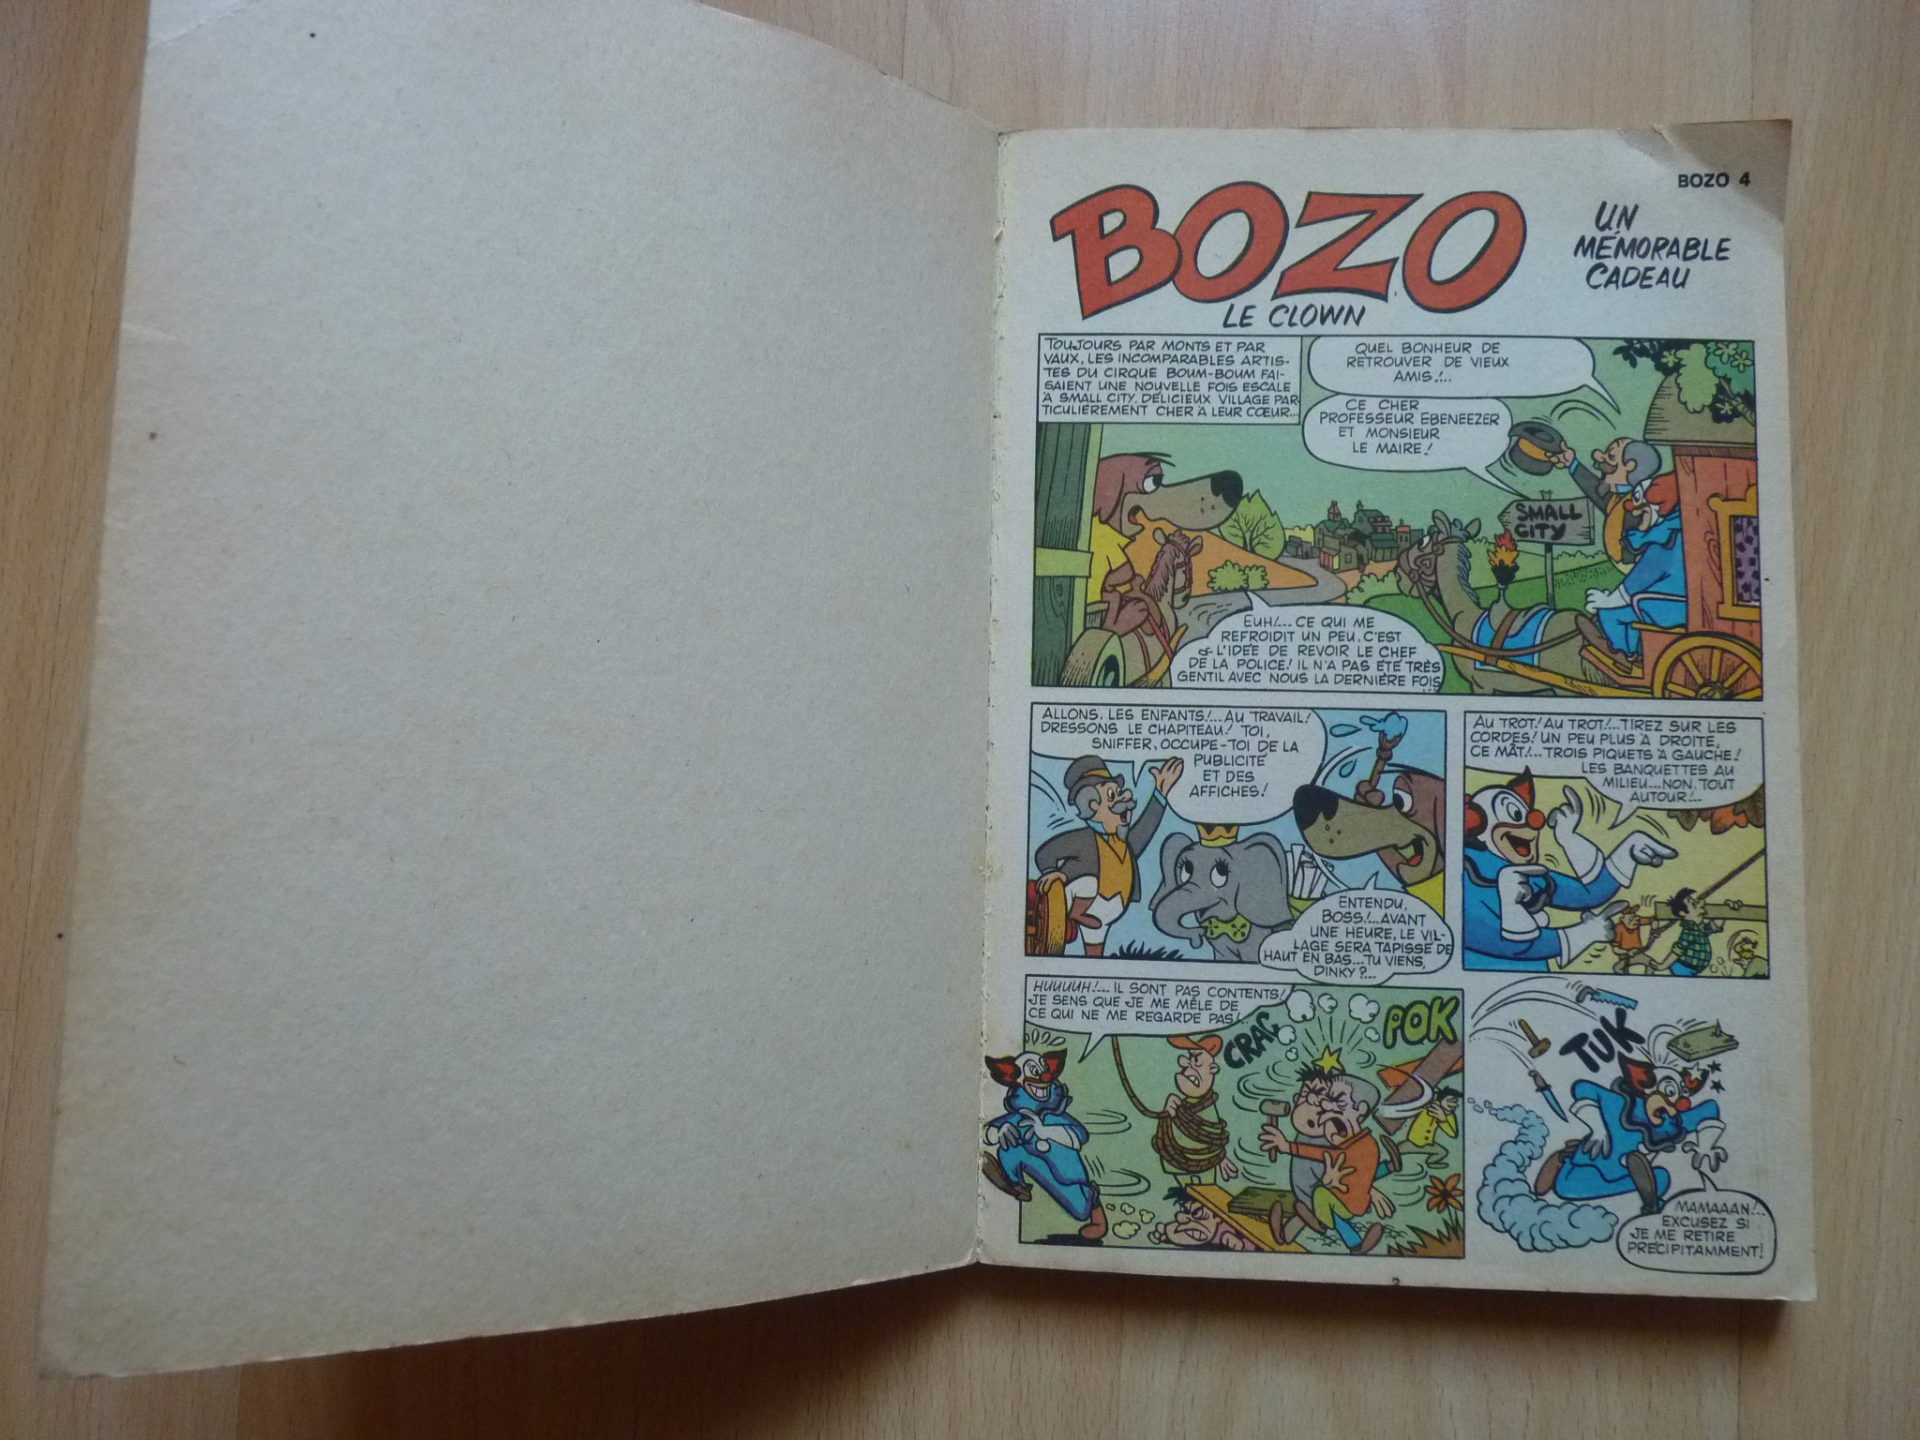 BOZO 4
BOZO
LE CLOWN
UN
MÉMORABLE
CADEAU
TOUJOURS PAR MONTS ET PAR
VAUX, LES INCOMPARABLES ARTIS-
TES DU CIRQUE BOUM-BOUM FAI-
SAIENT UNE NOUVELLE FOIS ESCALE
À SMALL CITY, DÉLICIEUX VILLAGE PAR-
TICULIÈREMENT CHER À LEUR CŒUR...
QUEL BONHEUR DE
RETROUVER DE VIEUX
AMIS!...
CE CHER
PROFESSEUR EBENEEZER
ET MONSIEUR
LE MAIRE!
SMALL
CITY
EUH!... CE QUI ME
REFROIDIT UN PEU, C'EST
L'IDÉE DE REVOIR LE CHEF
DE LA POLICE! IL N'A PAS ÉTÉ TRÈS
GENTIL AVEC NOUS LA DERNIÈRE FOIS
...
ALLONS, LES ENFANTS!... AU TRAVAIL!
DRESSONS LE CHAPITEAU! TOI,
SNIFFER, OCCUPE-TOI DE LA
PUBLICITÉ
ET DES
AFFICHES!
ENTENDU,
BOSS!... AVANT
UNE HEURE, LE VIL-
LAGE SERA TAPISSÉ DE
HAUT EN BAS... TU VIENS,
DINKY?...
AU TROT! AU TROT!... TIREZ SUR LES
CORDES! UN PEU PLUS À DROITE,
CE MÂT!... TROIS PIQUETS À GAUCHE!
LES BANQUETTES AU
MILIEU... NON, TOUT
AUTOUR!...
HUUUUH!... IL SONT PAS CONTENTS!
JE SENS QUE JE ME MÊLE DE
CE QUI NE ME REGARDE PAS!
CRAC
POK
TUK
MAMAAAN!...
EXCUSEZ SI
JE ME RETIRE
PRÉCIPITAMMENT!
3